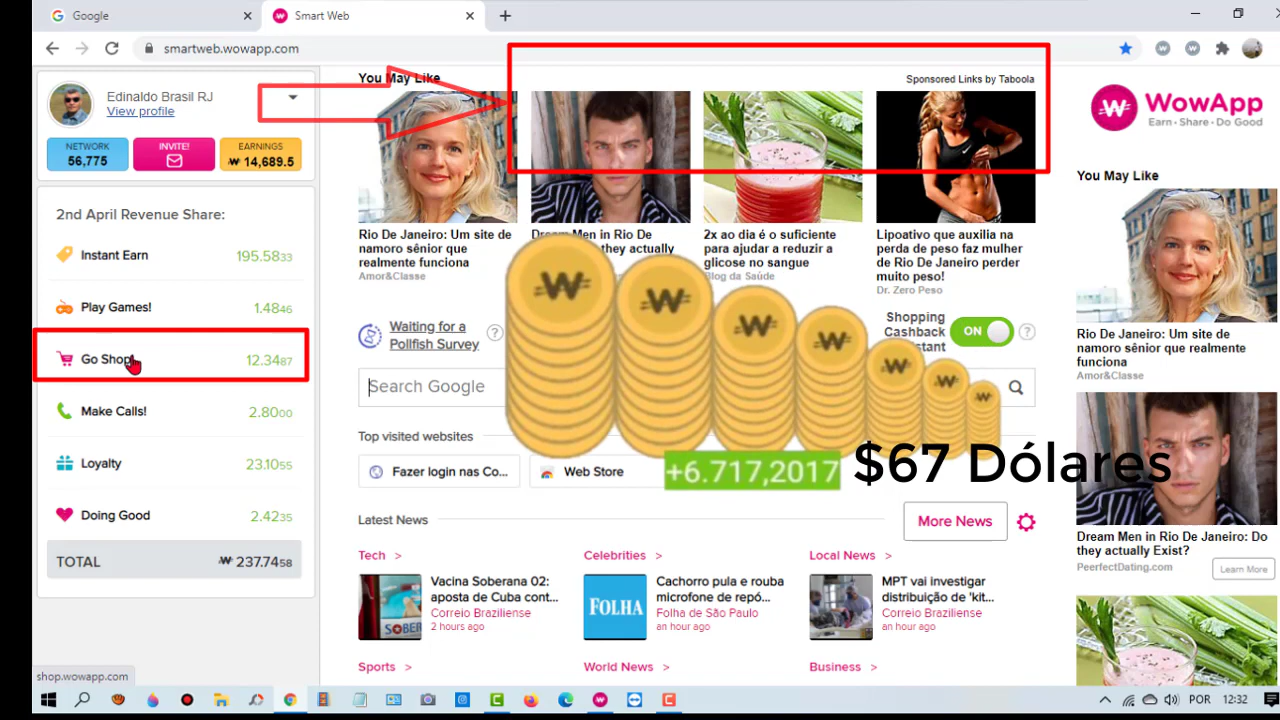 Google
Smart Web
smartweb.wowapp.com
Edinaldo Brasil RJ
View profile
NETWORK
56,775
INVITE!
EARNINGS
14,689.5
2nd April Revenue Share:
Instant Earn 195.5833
Play Games! 1.4846
Go Shop! 12.3487
Make Calls! 2.8000
Loyalty 23.1055
Doing Good 2.4235
TOTAL 237.7458
shop.wowapp.com
You May Like
Sponsored Links by Taboola
Rio De Janeiro: Um site de
namoro sênior que
realmente funciona
Amor&Classe
Dream Men in Rio De
they actually
2x ao dia é o suficiente
para ajudar a reduzir a
glicose no sangue
Blog da Saúde
Lipoativo que auxilia na
perda de peso faz mulher
de Rio De Janeiro perder
muito peso!
Dr. Zero Peso
Waiting for a
Pollfish Survey
?
Shopping
Cashback
ON
?
Search Google
Top visited websites
Fazer login nas Co...
Web Store
+6.717,2017
$67 Dólares
Latest News
More News
Tech >
Vacina Soberana 02:
aposta de Cuba cont...
Correio Braziliense
2 hours ago
Celebrities >
FOLHA
Cachorro pula e rouba
microfone de repó...
Folha de São Paulo
an hour ago
Local News >
MPT vai investigar
distribuição de 'kit...
Correio Braziliense
an hour ago
Sports >
World News >
Business >
WowApp
Earn · Share · Do Good
You May Like
Rio De Janeiro: Um site de
namoro sênior que realmente
funciona
Amor&Classe
Dream Men in Rio De Janeiro: Do
they actually Exist?
PeerfectDating.com
Learn More
POR
12:32